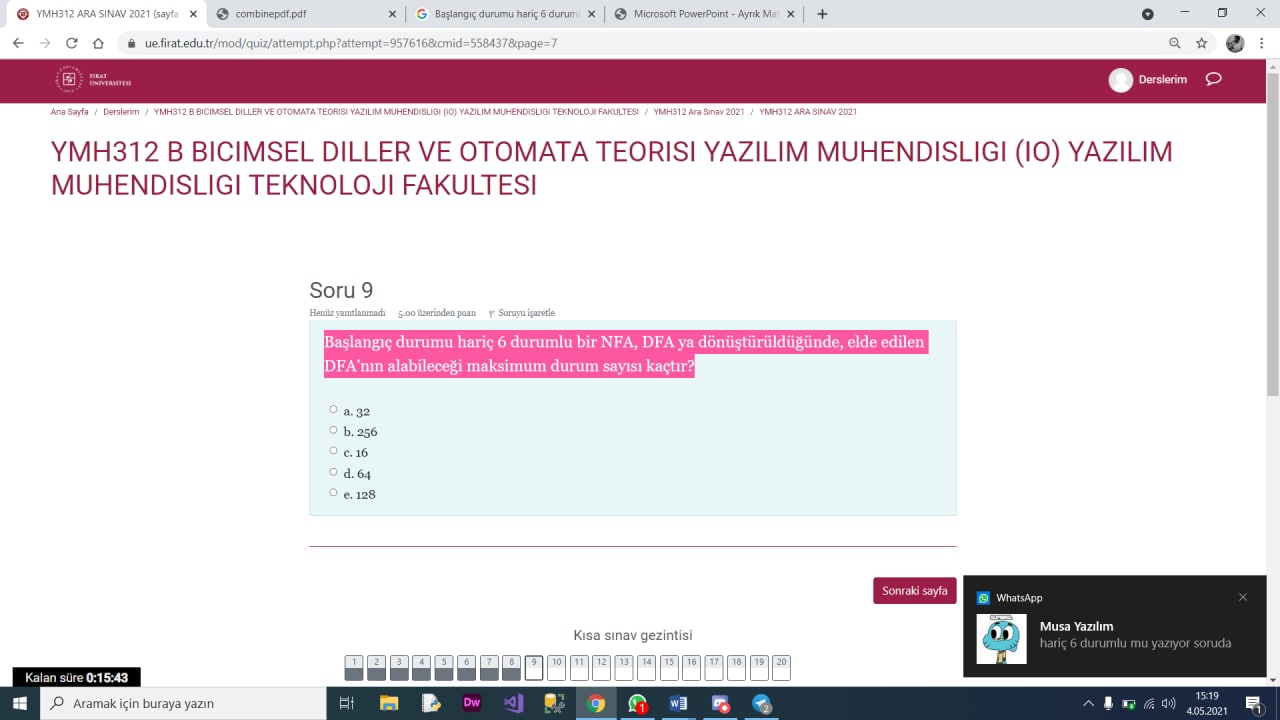 YMH312 ARA SINAV 2021 (sayfa
combinepdf.pdf
Başlangıç durumu hariç 6 durum
Microsoft PowerPoint - Ayrık Mat
ue.firat.edu.tr/mod/quiz/attempt.php?attempt=957616&cmid=558437&page=7
FIRAT
ÜNİVERSİTESİ
Derslerim
Ana Sayfa / Derslerim / YMH312 B BICIMSEL DILLER VE OTOMATA TEORISI YAZILIM MUHENDISLIGI (IO) YAZILIM MUHENDISLIGI TEKNOLOJI FAKULTESI / YMH312 Ara Sınav 2021 / YMH312 ARA SINAV 2021
YMH312 B BICIMSEL DILLER VE OTOMATA TEORISI YAZILIM MUHENDISLIGI (IO) YAZILIM
MUHENDISLIGI TEKNOLOJI FAKULTESI
Soru 9
Henüz yanıtlanmadı 5.00 üzerinden puan Soruyu işaretle
Başlangıç durumu hariç 6 durumlu bir NFA, DFA ya dönüştürüldüğünde, elde edilen
DFA'nın alabileceği maksimum durum sayısı kaçtır?
a. 32
b. 256
c. 16
d. 64
e. 128
Sonraki sayfa
WhatsApp
Musa Yazılım
hariç 6 durumlu mu yazıyor soruda
Kısa sınav gezintisi
1 2 3 4 5 6 7 8 9 10 11 12 13 14 15 16 17 18 19 20
Kalan süre 0:15:43
Aramak için buraya yazın
Dw
1
2
15:19
4.05.2021
1